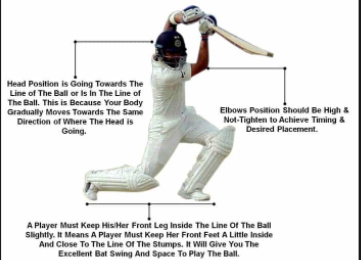 Head Position is Going Towards The
Line of The Ball or Is In The Line of
The Ball. This is Because Your Body
Gradually Moves Towards The Same
Direction of Where The Head is
Going.
Elbows Position Should Be High &
Not-Tighten to Achieve Timing &
Desired Placement.
A Player Must Keep His/Her Front Leg Inside The Line Of The Ball
Slightly. It Means A Player Must Keep Her Front Feet A Little Inside
And Close To The Line Of The Stumps. It Will Give You The
Excellent Bat Swing And Space To Play The Ball.